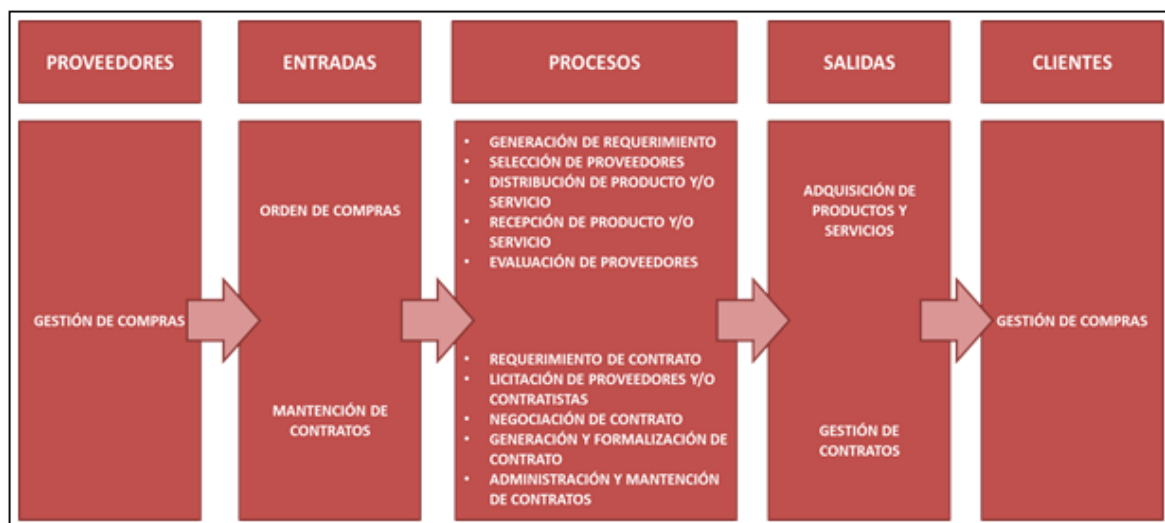 PROVEEDORES
ENTRADAS
PROCESOS
SALIDAS
CLIENTES
GESTIÓN DE COMPRAS
ORDEN DE COMPRAS
MANTENCIÓN DE
CONTRATOS
• GENERACIÓN DE REQUERIMIENTO
• SELECCIÓN DE PROVEEDORES
• DISTRIBUCIÓN DE PRODUCTO Y/O
SERVICIO
• RECEPCIÓN DE PRODUCTO Y/O
SERVICIO
• EVALUACIÓN DE PROVEEDORES
• REQUERIMIENTO DE CONTRATO
• LICITACIÓN DE PROVEEDORES Y/O
CONTRATISTAS
• NEGOCIACIÓN DE CONTRATO
• GENERACIÓN Y FORMALIZACIÓN DE
CONTRATO
• ADMINISTRACIÓN Y MANTENCIÓN
DE CONTRATOS
ADQUISICIÓN DE
PRODUCTOS Y
SERVICIOS
GESTIÓN DE
CONTRATOS
GESTIÓN DE COMPRAS